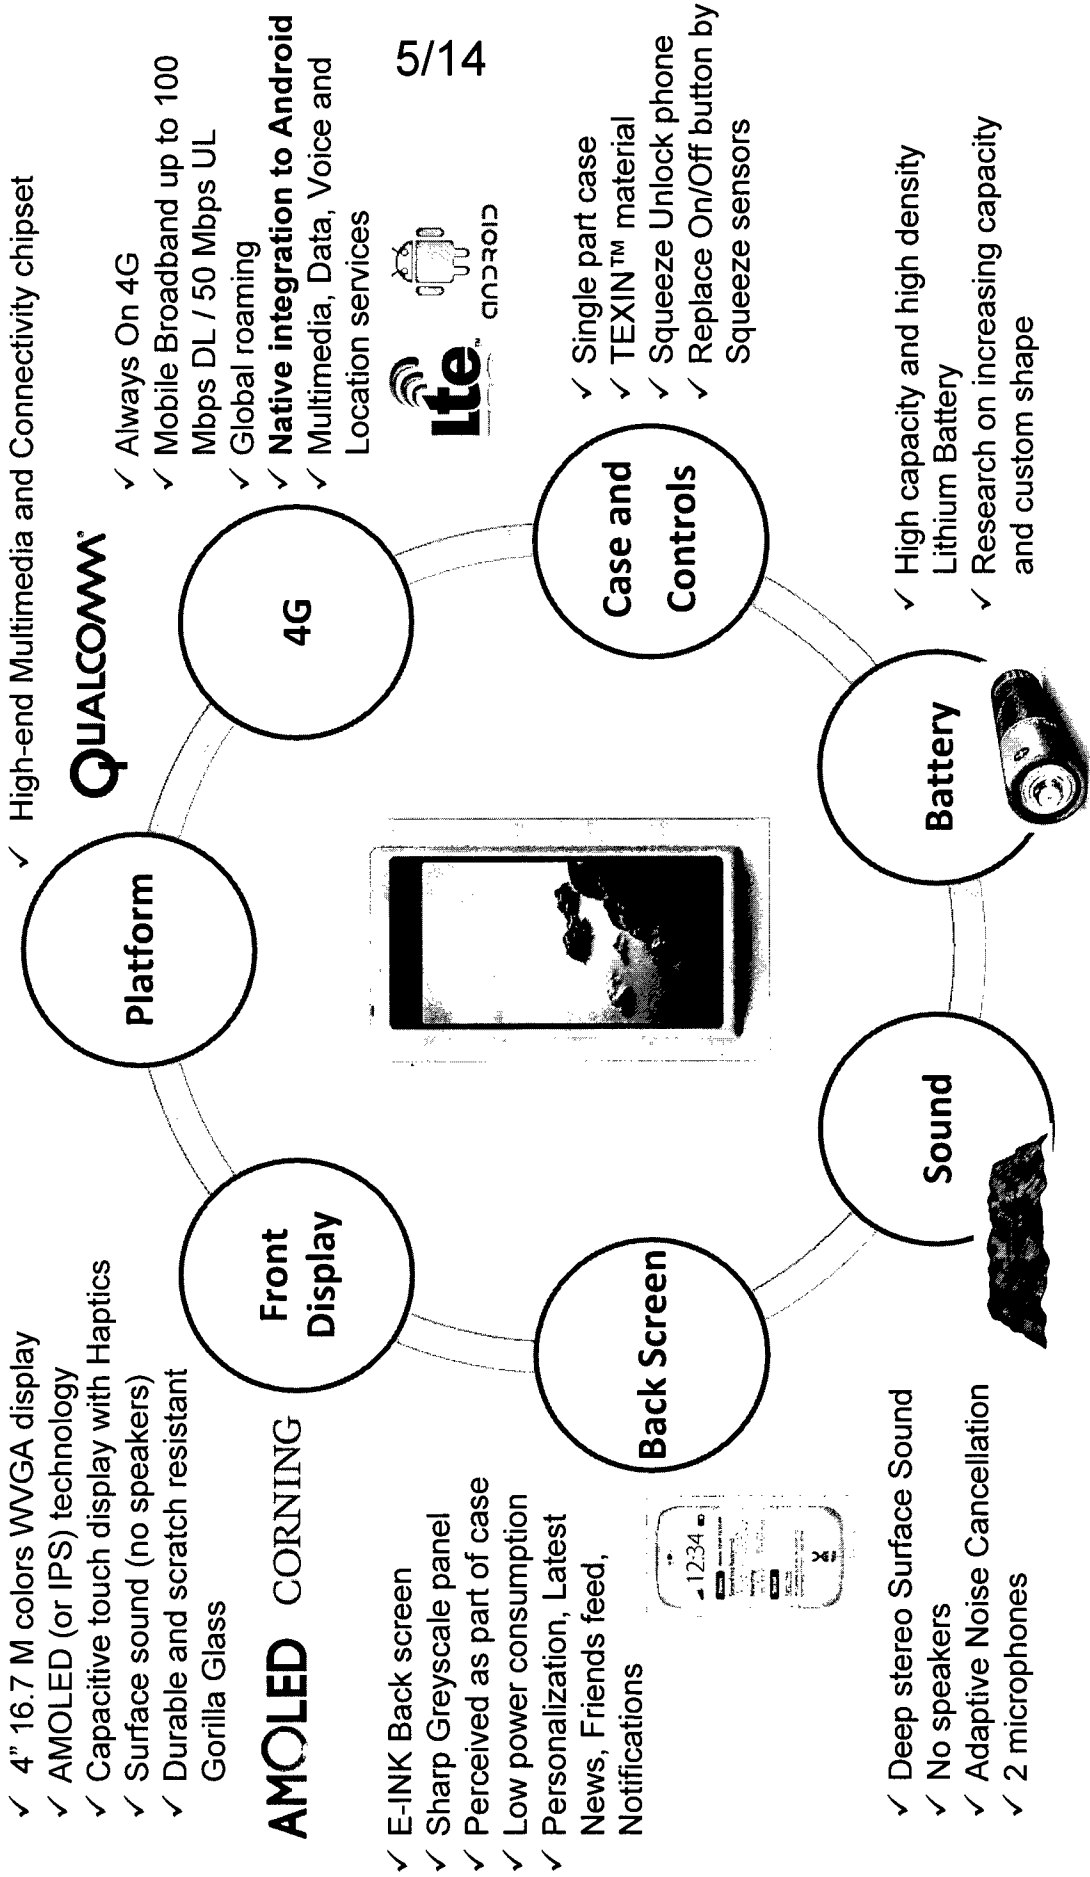 ✓ High-end Multimedia and Connectivity chipset
QUALCOMM®
Platform
✓ Always On 4G
✓ Mobile Broadband up to 100
Mbps DL / 50 Mbps UL
✓ Global roaming
✓ Native integration to Android
✓ Multimedia, Data, Voice and
Location services
Lte™
ANDROID
5/14
4G
✓ Single part case
✓ TEXIN™ material
✓ Squeeze Unlock phone
✓ Replace On/Off button by
Squeeze sensors
Case and
Controls
✓ High capacity and high density
Lithium Battery
✓ Research on increasing capacity
and custom shape
Battery
Sound
✓ Deep stereo Surface Sound
✓ No speakers
✓ Adaptive Noise Cancellation
✓ 2 microphones
Back Screen
12:34
✓ E-INK Back screen
✓ Sharp Greyscale panel
✓ Perceived as part of case
✓ Low power consumption
✓ Personalization, Latest
News, Friends feed,
Notifications
Front
Display
✓ 4” 16.7 M colors WVGA display
✓ AMOLED (or IPS) technology
✓ Capacitive touch display with Haptics
✓ Surface sound (no speakers)
✓ Durable and scratch resistant
Gorilla Glass
AMOLED CORNING